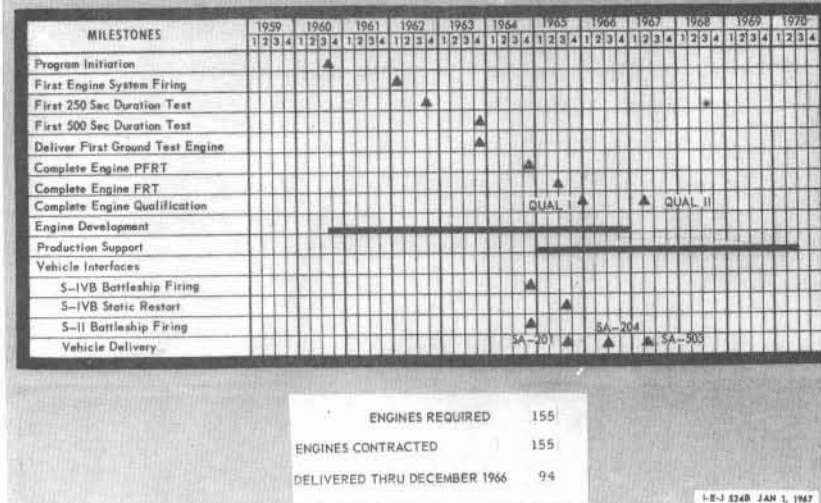 MILESTONES 1959 1960 1961 1962 1963 1964 1965 1966 1967 1968 1969 1970
1 2 3 4 1 2 3 4 1 2 3 4 1 2 3 4 1 2 3 4 1 2 3 4 1 2 3 4 1 2 3 4 1 2 3 4 1 2 3 4 1 2 3 4 1 2 3 4
Program Initiation
First Engine System Firing
First 250 Sec Duration Test
First 500 Sec Duration Test
Deliver First Ground Test Engine
Complete Engine PFRT
Complete Engine FRT
Complete Engine Qualification QUAL I QUAL II
Engine Development
Production Support
Vehicle Interfaces
S-IVB Battleship Firing
S-IVB Static Restart
S-II Battleship Firing
Vehicle Delivery SA-201 SA-204 SA-503
ENGINES REQUIRED 155
ENGINES CONTRACTED 155
DELIVERED THRU DECEMBER 1966 94
I-E-J 524B JAN 1, 1967